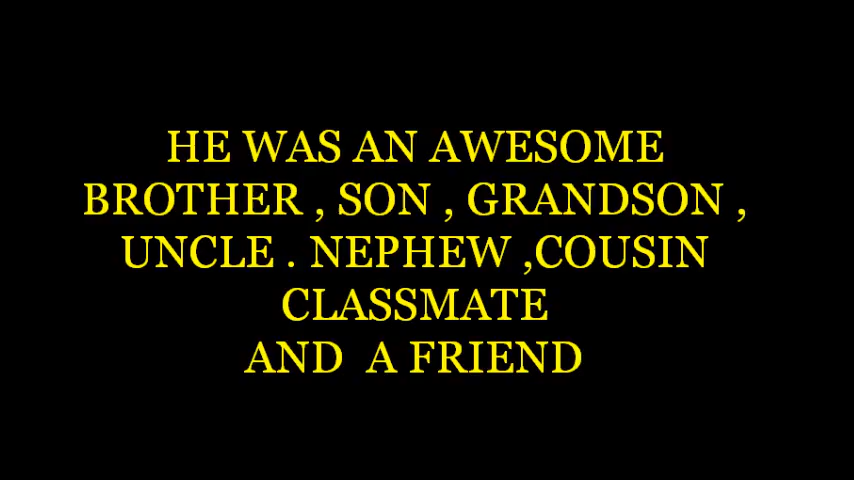 HE WAS AN AWESOME
BROTHER , SON , GRANDSON ,
UNCLE . NEPHEW ,COUSIN
CLASSMATE
AND  A FRIEND